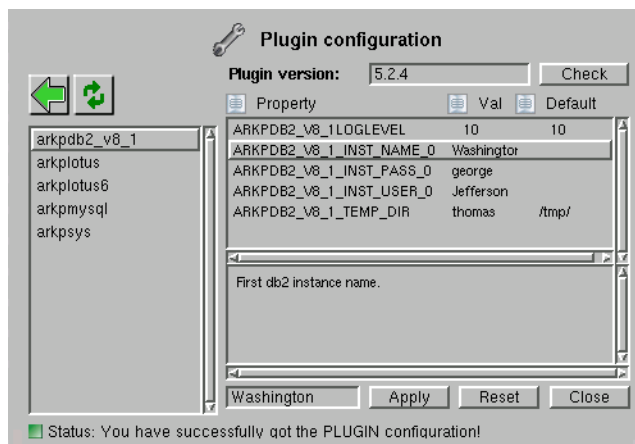 Plugin configuration
Plugin version: 5.2.4 Check
Property Val Default
arkpdb2_v8_1
arkplotus
arkplotus6
arkpmysql
arkpsys
ARKPDB2_V8_1LOGLEVEL 10 10
ARKPDB2_V8_1_INST_NAME_0 Washingtor
ARKPDB2_V8_1_INST_PASS_0 george
ARKPDB2_V8_1_INST_USER_0 Jefferson
ARKPDB2_V8_1_TEMP_DIR thomas /tmp/
First db2 instance name.
Washington Apply Reset Close
Status: You have successfully got the PLUGIN configuration!